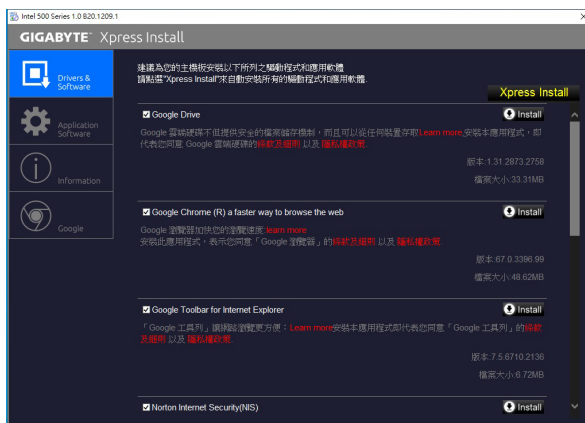 Intel 500 Series 1.0 B20.1209.1
GIGABYTE™ Xpress Install
Drivers & Software
Application Software
Information
Google
建議為您的主機板安裝以下所列之驅動程式和應用軟體
請點選"Xpress Install"來自動安裝所有的驅動程式和應用軟體.
Xpress Install
Google Drive
Install
Google 雲端硬碟不但提供安全的檔案儲存機制，而且可以從任何裝置存取Learn more,安裝本應用程式，即
代表您同意 Google 雲端硬碟的條款及細則 以及 隱私權政策.
版本:1.31.2873.2758
檔案大小:33.31MB
Google Chrome (R) a faster way to browse the web
Install
Google 瀏覽器加快您的瀏覽速度 learn more
安裝此應用程式，表示您同意「Google 瀏覽器」的條款及細則 以及 隱私權政策.
版本:67.0.3396.99
檔案大小:48.62MB
Google Toolbar for Internet Explorer
Install
「Google 工具列」讓網路瀏覽更方便：Learn more安裝本應用程式即代表您同意「Google 工具列」的條款
及細則 以及 隱私權政策.
版本:7.5.6710.2136
檔案大小:6.72MB
Norton Internet Security(NIS)
Install